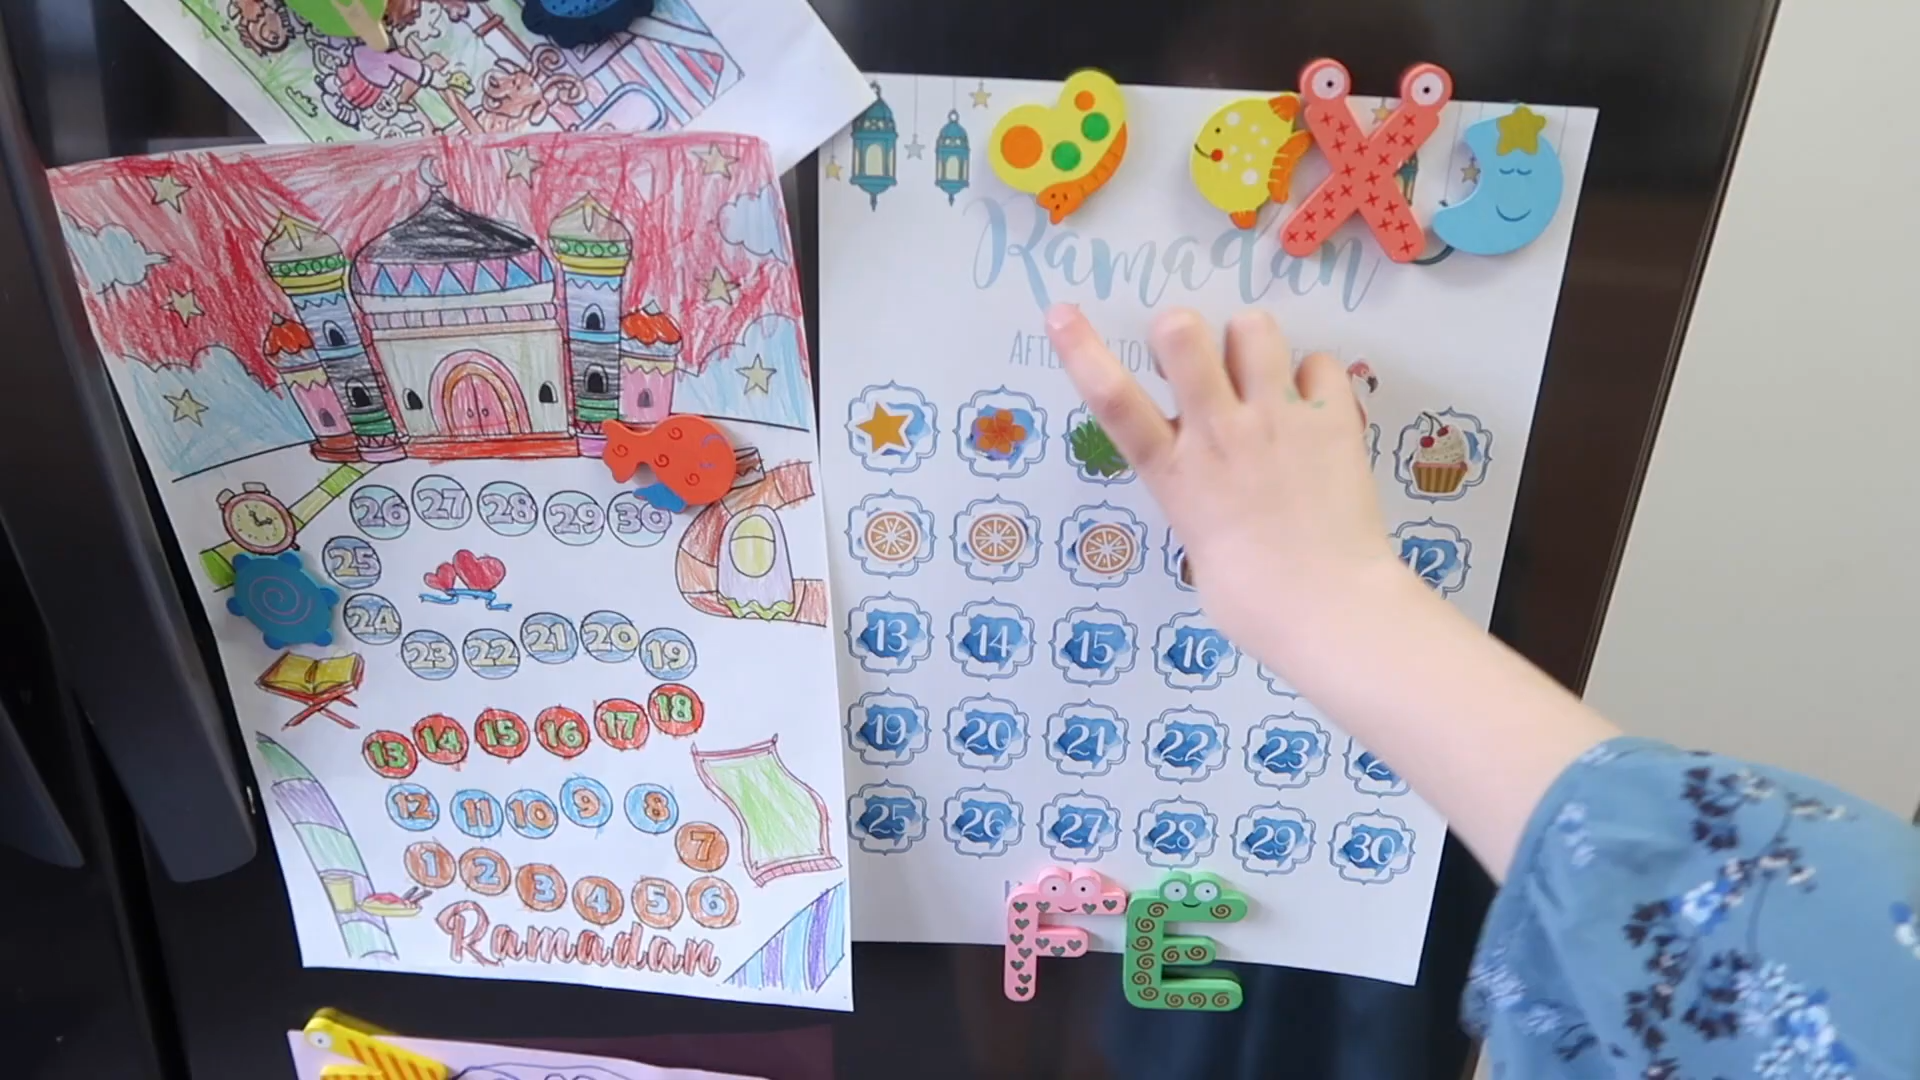 26 27 28 29 30
25
24
23 22 21 20 19
13 14 15 16 17 18
12 11 10 9 8
7
1 2 3 4 5 6
Ramadan
X
Ramadan
TO
12
13 14 15 16
19 20 21 22 23
25 26 27 28 29 30
F E